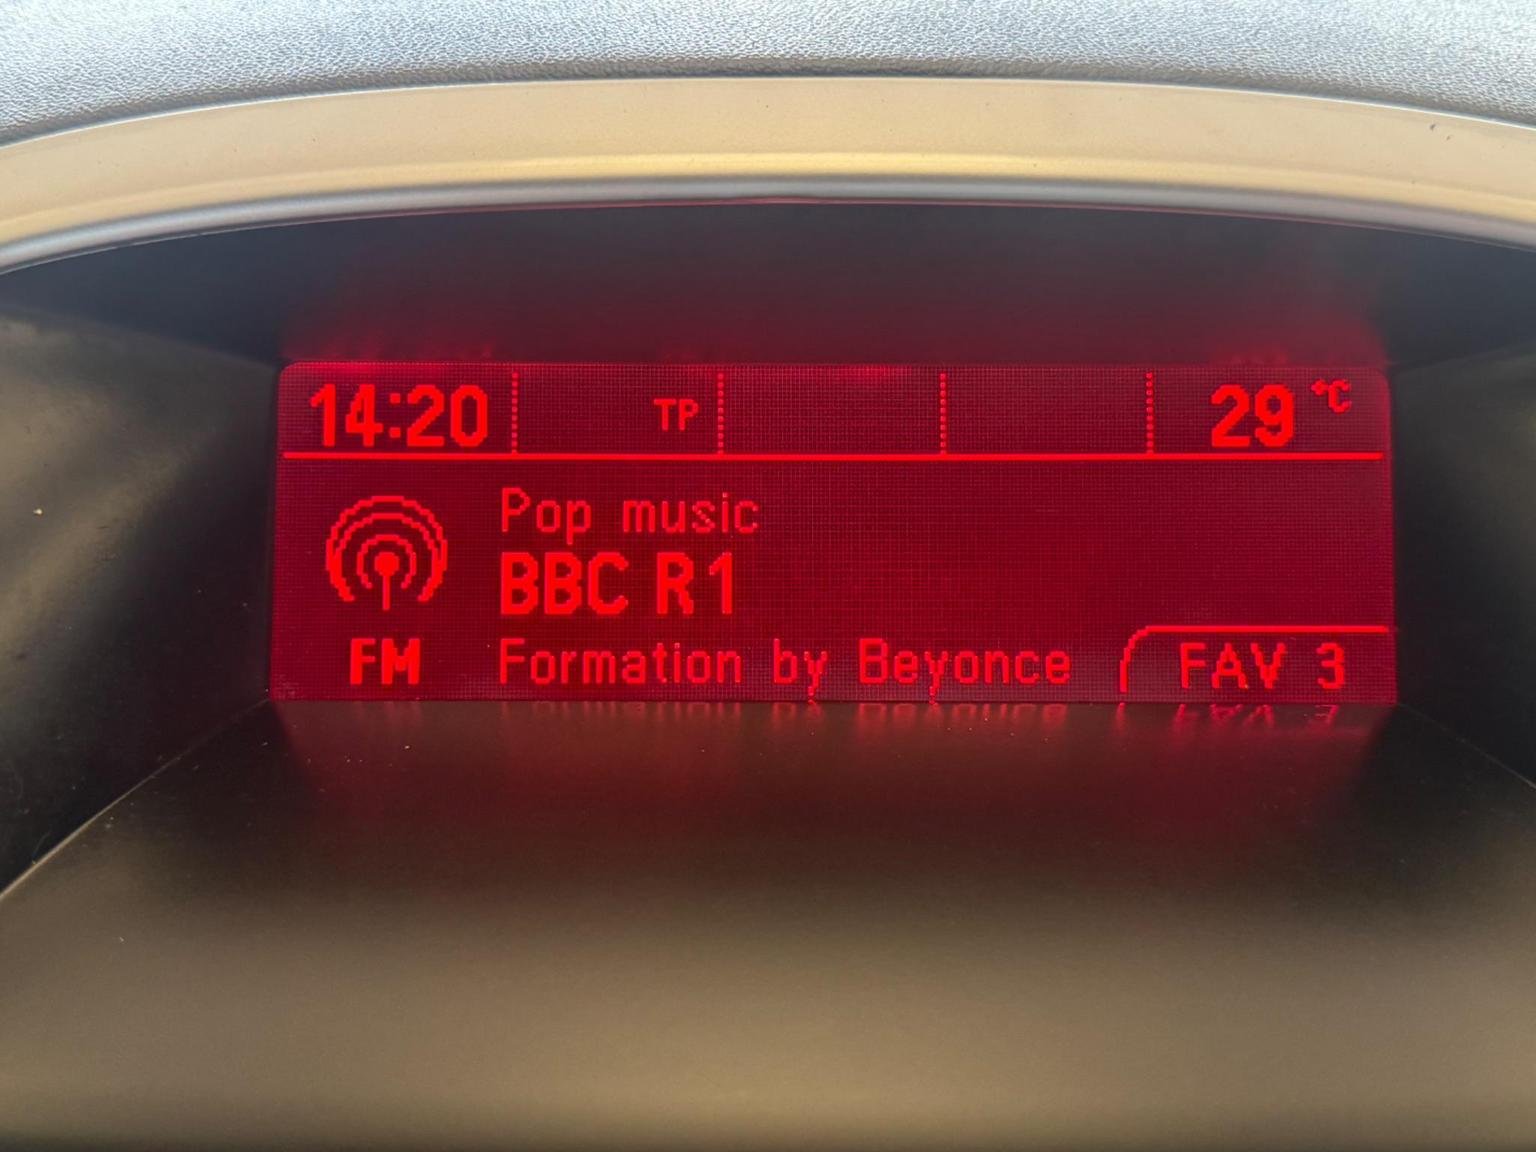 14:20 TP 29 °C
Pop music
BBC R1
FM Formation by Beyonce FAV 3